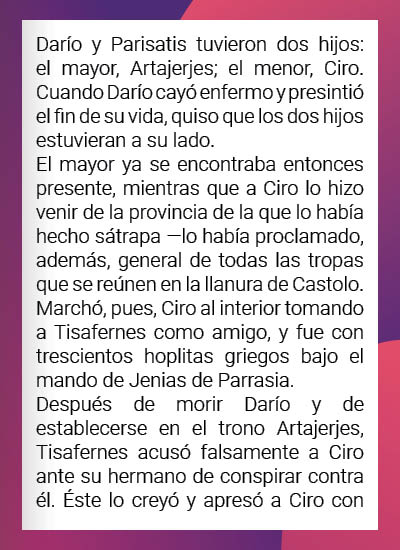 Darío y Parisatis tuvieron dos hijos:
el mayor, Artajerjes; el menor, Ciro.
Cuando Darío cayó enfermo y presintió
el fin de su vida, quiso que los dos hijos
estuvieran a su lado.
El mayor ya se encontraba entonces
presente, mientras que a Ciro lo hizo
venir de la provincia de la que lo había
hecho sátrapa —lo había proclamado,
además, general de todas las tropas
que se reúnen en la llanura de Castolo.
Marchó, pues, Ciro al interior tomando
a Tisafernes como amigo, y fue con
trescientos hoplitas griegos bajo el
mando de Jenias de Parrasia.
Después de morir Darío y de
establecerse en el trono Artajerjes,
Tisafernes acusó falsamente a Ciro
ante su hermano de conspirar contra
él. Éste lo creyó y apresó a Ciro con